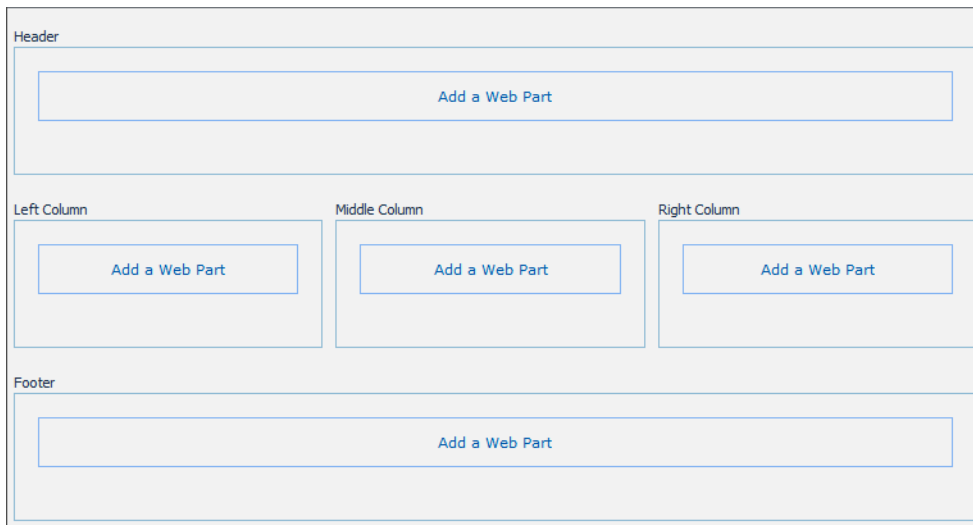 Header
Add a Web Part
Left Column
Middle Column
Right Column
Add a Web Part
Add a Web Part
Add a Web Part
Footer
Add a Web Part